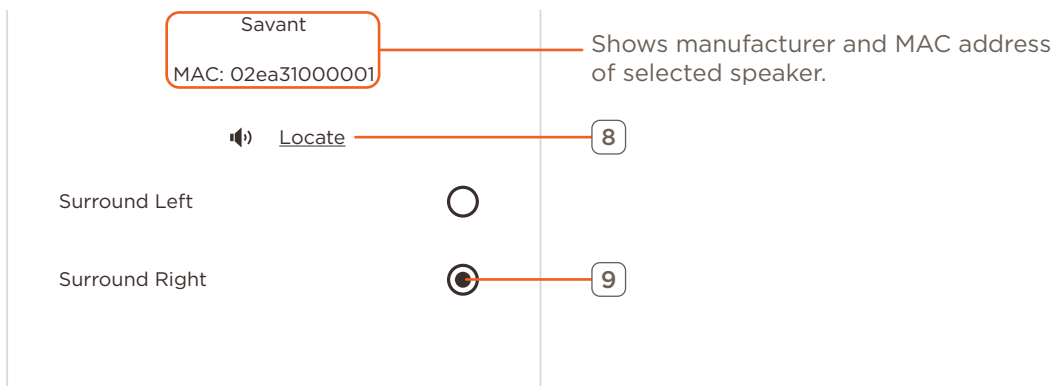 Savant
MAC: 02ea31000001
Shows manufacturer and MAC address
of selected speaker.
Locate
8
Surround Left
Surround Right
9